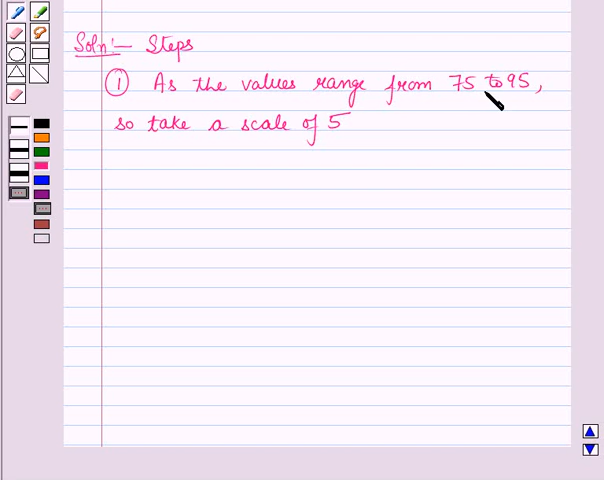 Soln:- Steps
① As the values range from 75 to 95,
so take a scale of 5